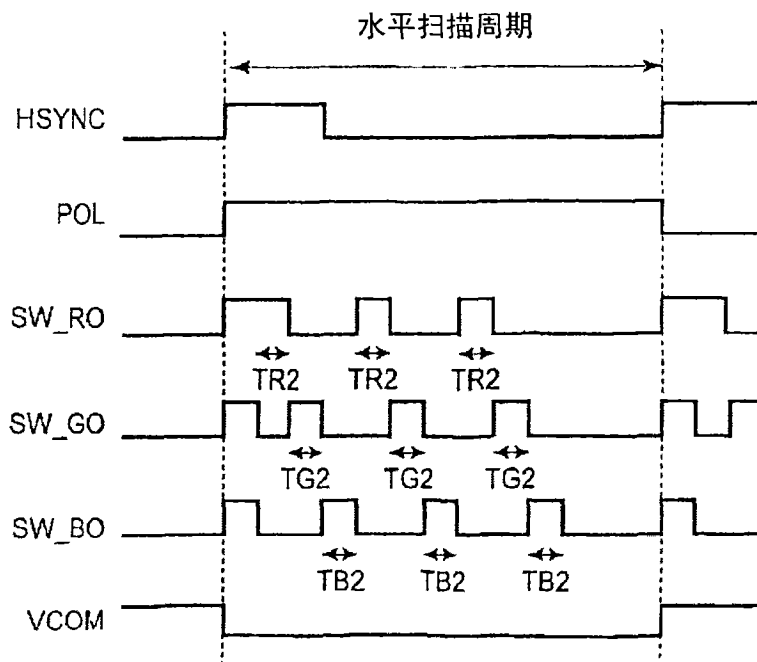 水平扫描周期
HSYNC
POL
SW_RO
TR2 TR2 TR2
SW_GO
TG2 TG2 TG2
SW_BO
TB2 TB2 TB2
VCOM